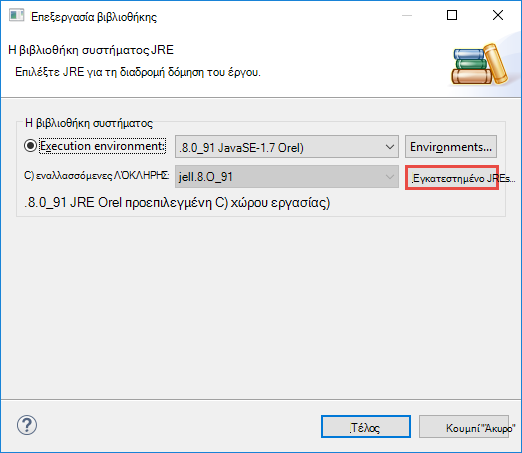 Επεξεργασία βιβλιοθήκης
Η βιβλιοθήκη συστήματος JRE
Επιλέξτε JRE για τη διαδρομή δόμηση του έργου.
Η βιβλιοθήκη συστήματος
Execution environment: .8.0_91 JavaSE-1.7 Orel) Environments...
C) εναλλασσόμενες ΛΌΚΛΗΡΗΣ: jell.8.O_91 Εγκατεστημένο JREs...
.8.0_91 JRE Orel προεπιλεγμένη C) χώρου εργασίας)
Τέλος Κουμπί "Άκυρο"